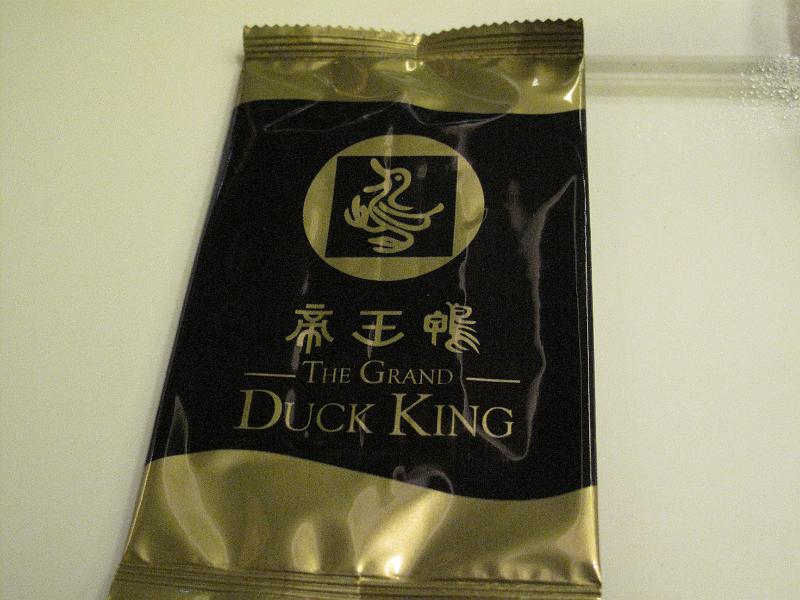 帝王鴨
THE GRAND
DUCK KING